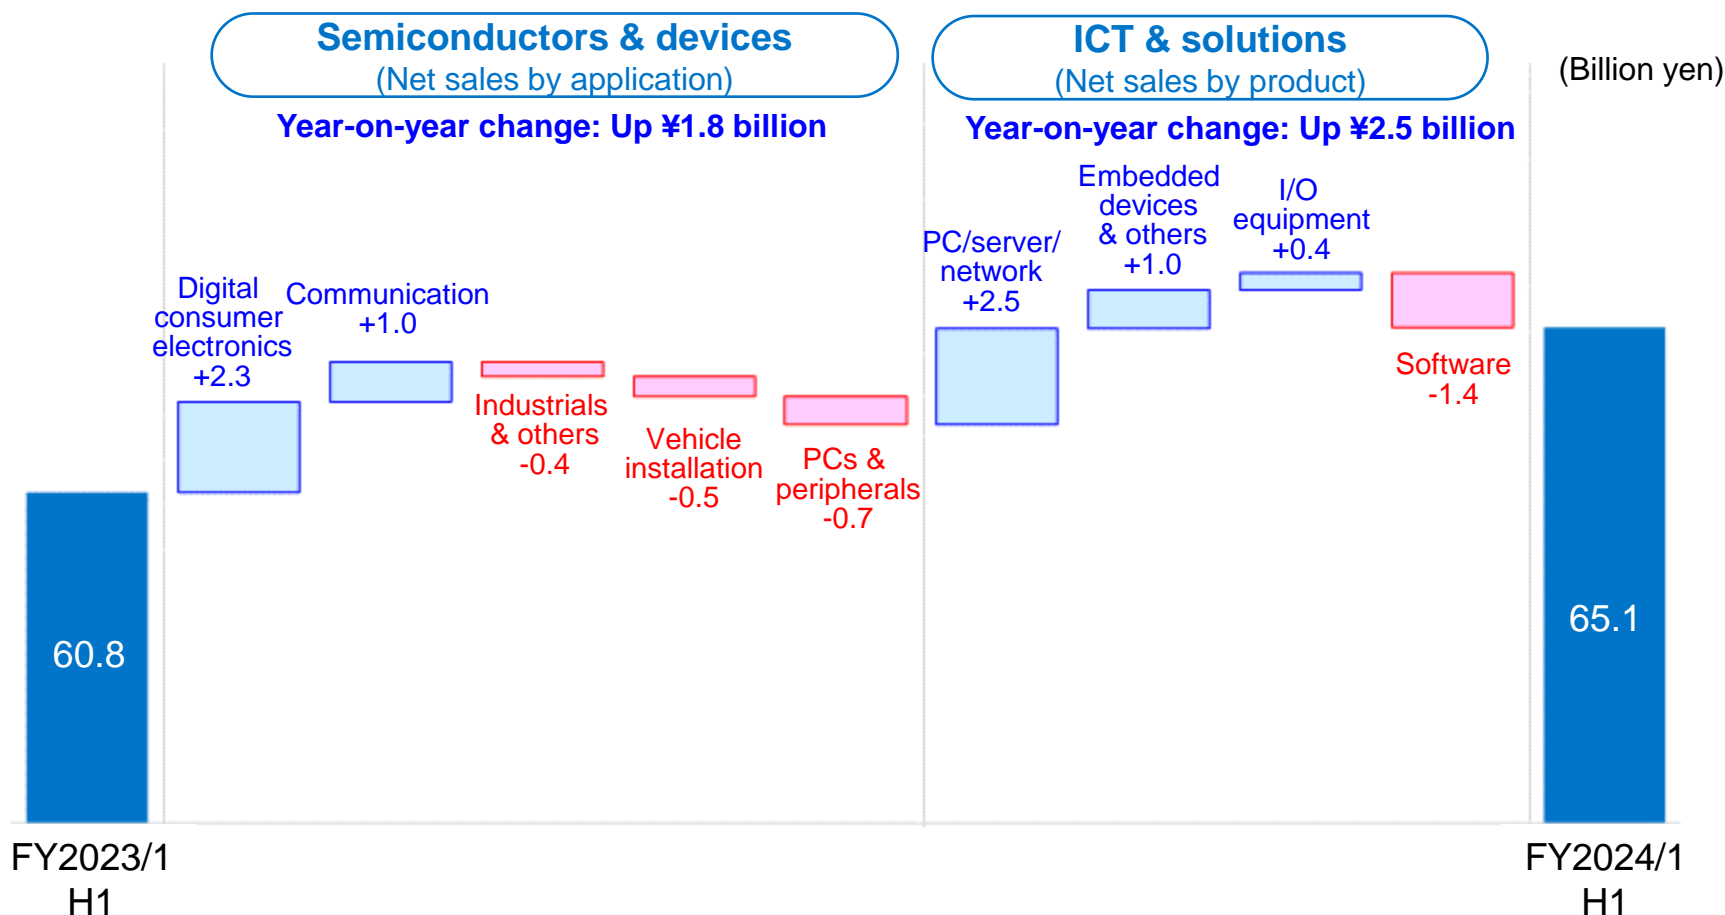 Semiconductors & devices
(Net sales by application)
Year-on-year change: Up ¥1.8 billion
ICT & solutions
(Net sales by product)
Year-on-year change: Up ¥2.5 billion
(Billion yen)
Digital
consumer
electronics
+2.3
Communication
+1.0
Industrials
& others
-0.4
Vehicle
installation
-0.5
PCs &
peripherals
-0.7
PC/server/
network
+2.5
Embedded
devices
& others
+1.0
I/O
equipment
+0.4
Software
-1.4
60.8
65.1
FY2023/1
H1
FY2024/1
H1